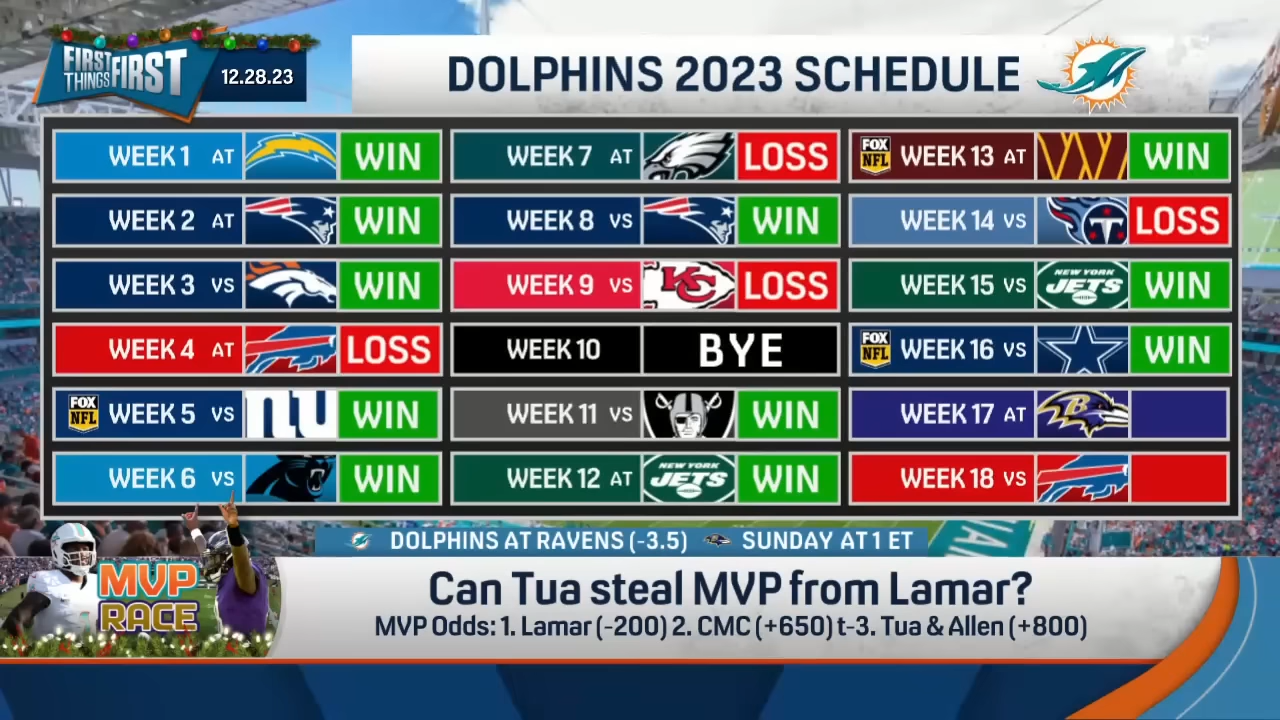 FIRST THINGS FIRST
12.28.23
DOLPHINS 2023 SCHEDULE
WEEK 1 AT WIN
WEEK 2 AT WIN
WEEK 3 VS WIN
WEEK 4 AT LOSS
FOX NFL WEEK 5 VS NY WIN
WEEK 6 VS WIN
WEEK 7 AT LOSS
WEEK 8 VS WIN
WEEK 9 VS KC LOSS
WEEK 10 BYE
WEEK 11 VS WIN
WEEK 12 AT NEW YORK JETS WIN
FOX NFL WEEK 13 AT W WIN
WEEK 14 VS T LOSS
WEEK 15 VS NEW YORK JETS WIN
FOX NFL WEEK 16 VS WIN
WEEK 17 AT B
WEEK 18 VS
DOLPHINS AT RAVENS (-3.5) SUNDAY AT 1 ET
MVP RACE
Can Tua steal MVP from Lamar?
MVP Odds: 1. Lamar (-200) 2. CMC (+650) t-3. Tua & Allen (+800)